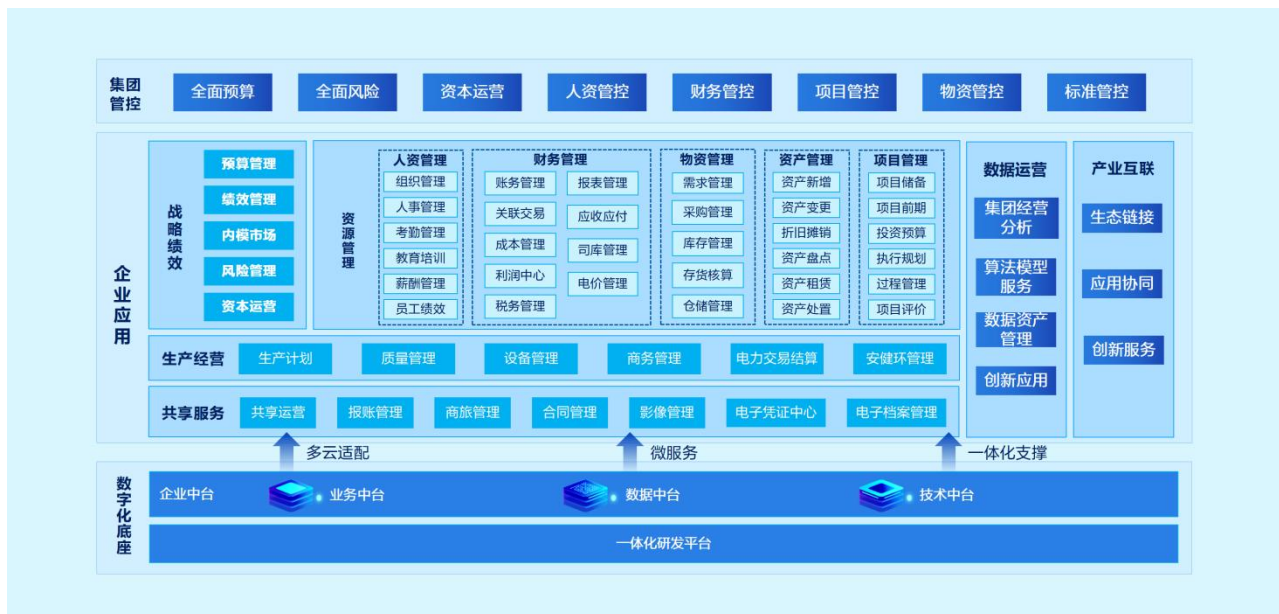 集团
管控
全面预算
全面风险
资本运营
人资管控
财务管控
项目管控
物资管控
标准管控
企业应用
战略绩效
预算管理
绩效管理
内模市场
风险管理
资本运营
资源管理
人资管理
组织管理
人事管理
考勤管理
教育培训
薪酬管理
员工绩效
财务管理
账务管理
报表管理
关联交易
应收应付
成本管理
司库管理
利润中心
电价管理
税务管理
物资管理
需求管理
采购管理
库存管理
存货核算
仓储管理
资产管理
资产新增
资产变更
折旧摊销
资产盘点
资产租赁
资产处置
项目管理
项目储备
项目前期
投资预算
执行规划
过程管理
项目评价
数据运营
集团经营
分析
算法模型
服务
数据资产
管理
创新应用
产业互联
生态链接
应用协同
创新服务
生产经营
生产计划
质量管理
设备管理
商务管理
电力交易结算
安健环管理
共享服务
共享运营
报账管理
商旅管理
合同管理
影像管理
电子凭证中心
电子档案管理
多云适配
微服务
一体化支撑
数字化底座
企业中台
业务中台
数据中台
技术中台
一体化研发平台